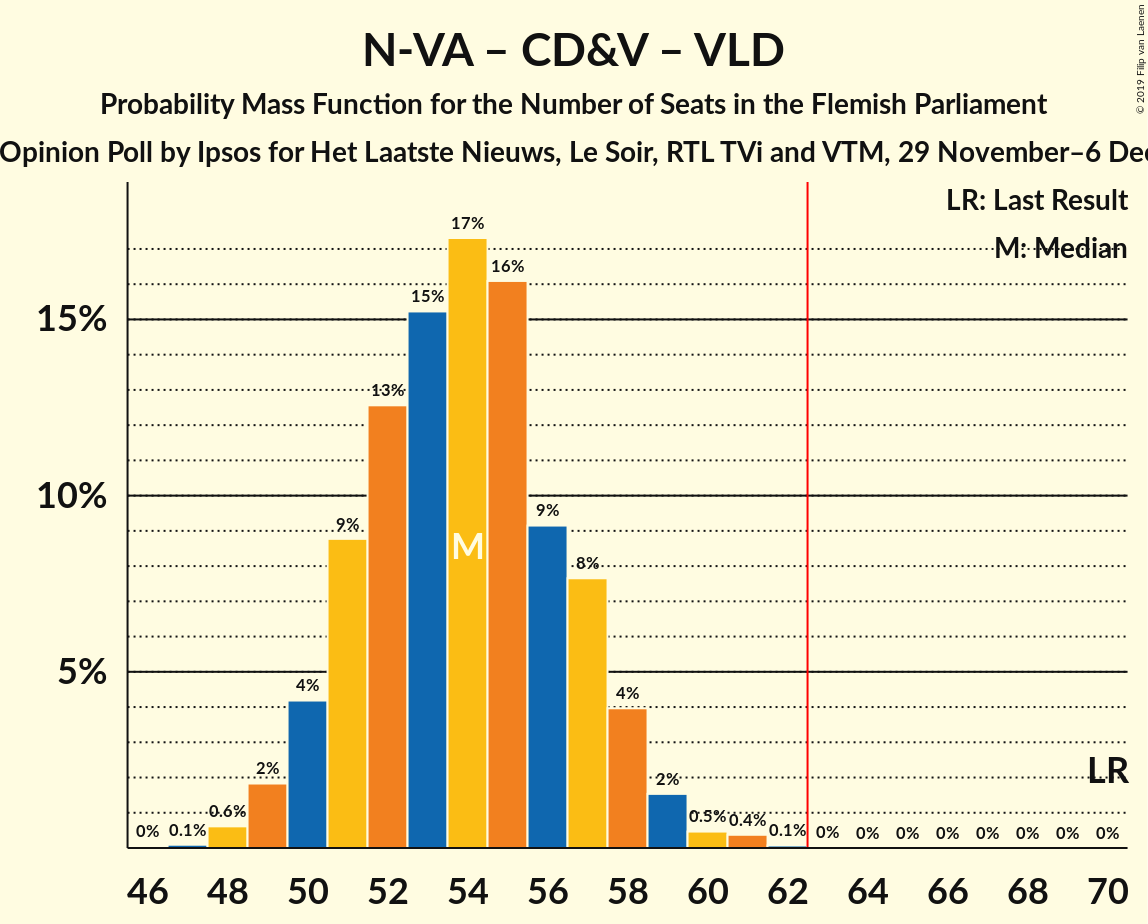 N-VA – CD&V – VLD
Probability Mass Function for the Number of Seats in the Flemish Parliament
Opinion Poll by Ipsos for Het Laatste Nieuws, Le Soir, RTL TVi and VTM, 29 November–6 Dec
© 2019 Filip van Laenen
LR: Last Result
M: Median
17%
16%
15%
15%
13%
10%
9%
9%
M
8%
5%
4%
4%
2%
2%
LR
0% 0.1% 0.6% 0.5% 0.4% 0.1% 0% 0% 0% 0% 0% 0% 0% 0%
46 48 50 52 54 56 58 60 62 64 66 68 70